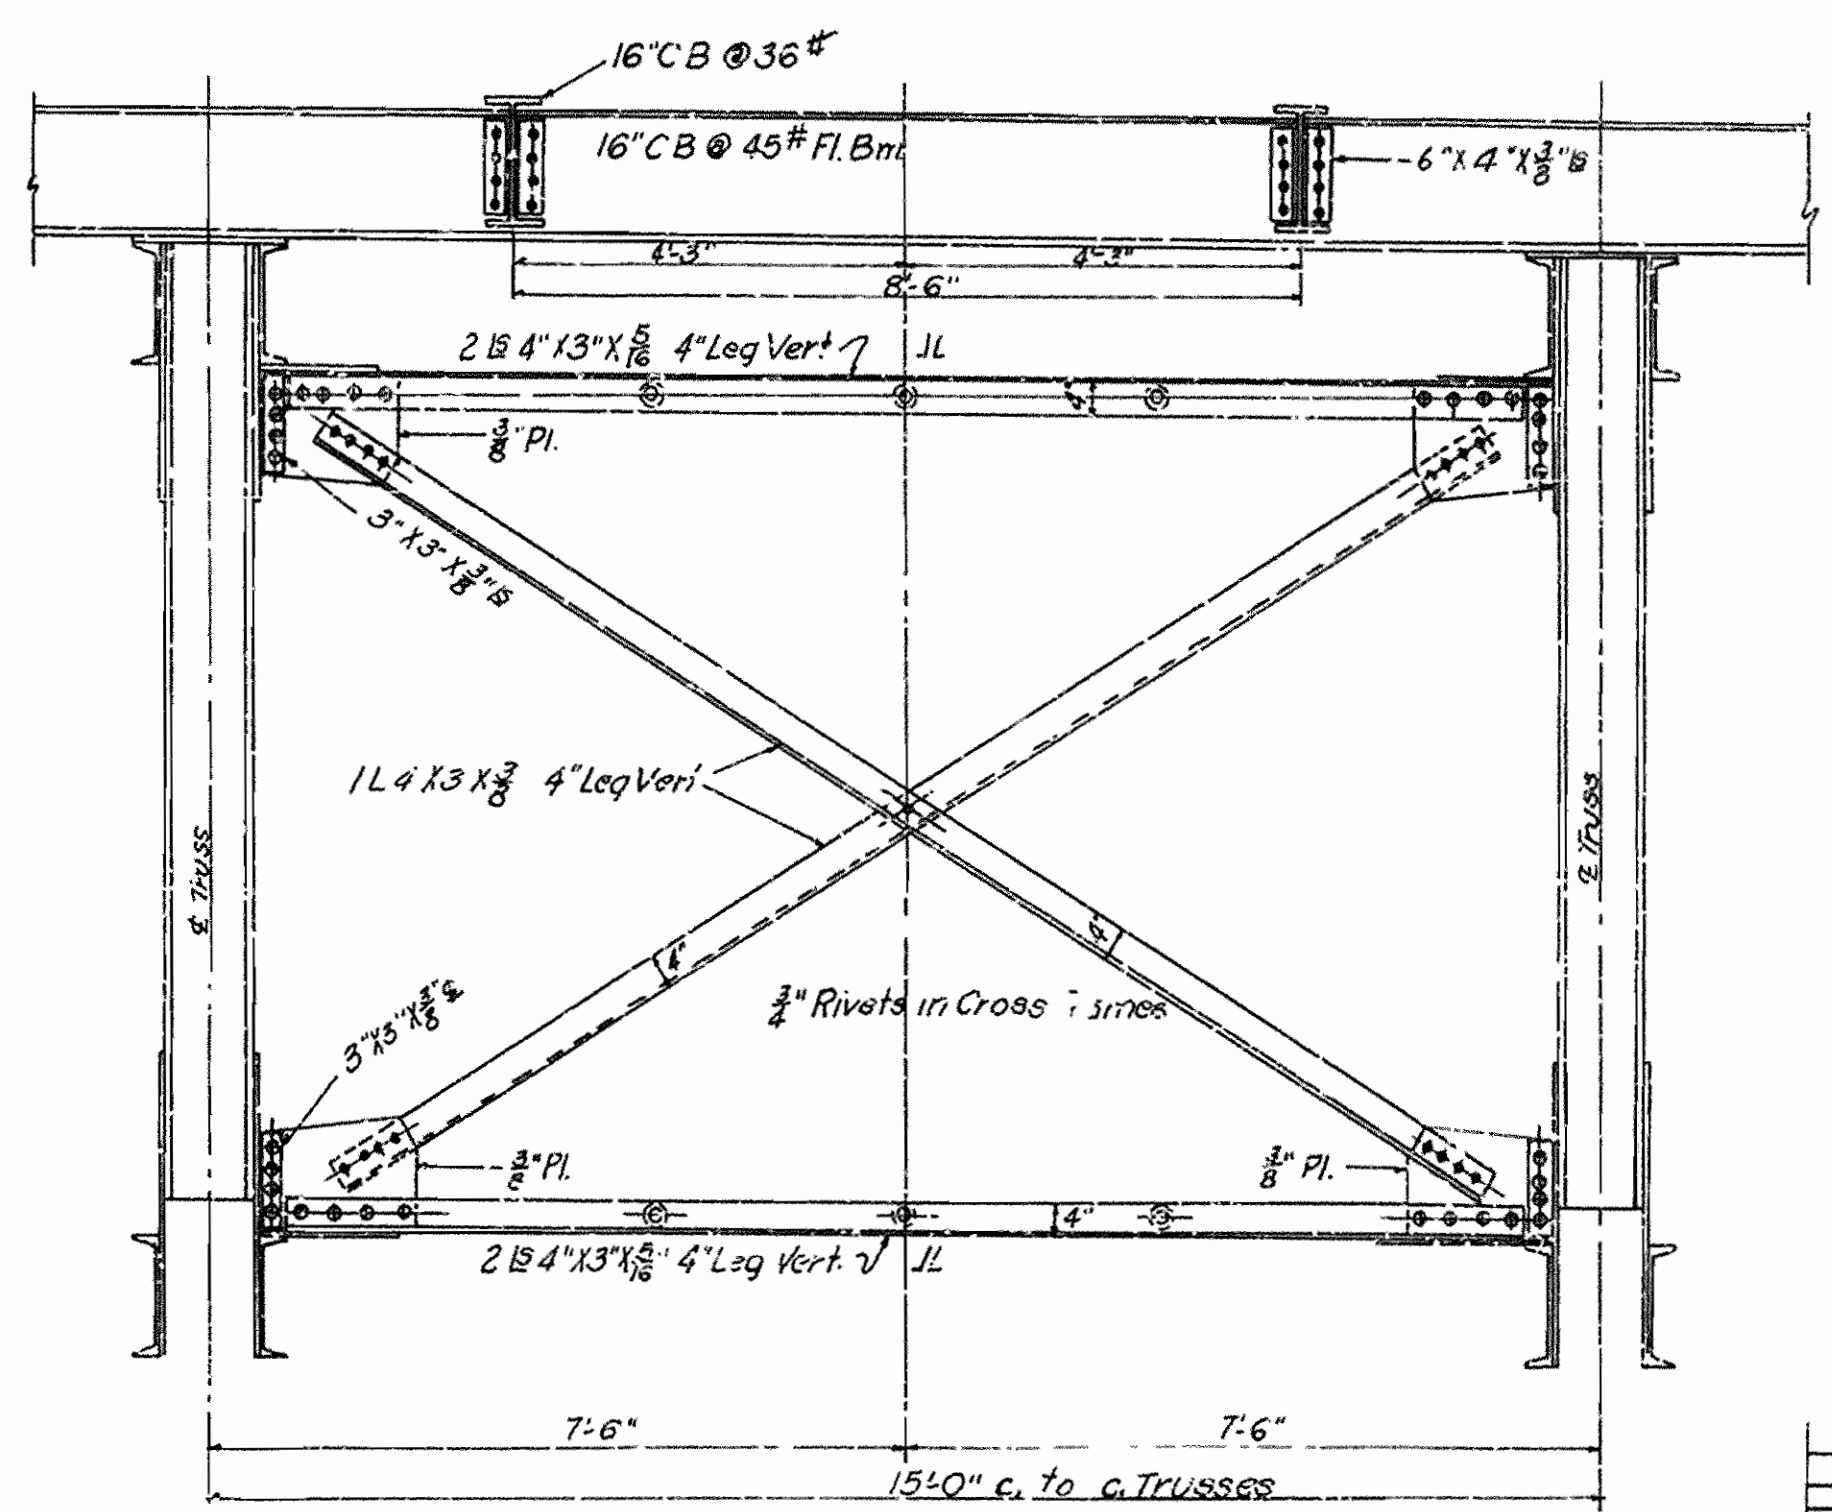 16"CB @ 36#
16"CB @ 45# Fl. Bm
6"X4"X3/8" Ls
4'-3"
4'-3"
8'-6"
2 Ls 4"X3"X5/16 4"Leg Vert
4"
3/8" Pl.
3"X3"X3/8" Ls
1L 4X3X3/8 4"Leg Vert
℄ Truss
℄ Truss
4"
4"
3"X3"X3/8"
3/4" Rivets in Cross
3/8" Pl.
3/8" Pl.
4"
2 Ls 4"X3"X5/16" 4"Leg Vert.
7'-6"
7'-6"
15'-0" c. to c. Trusses